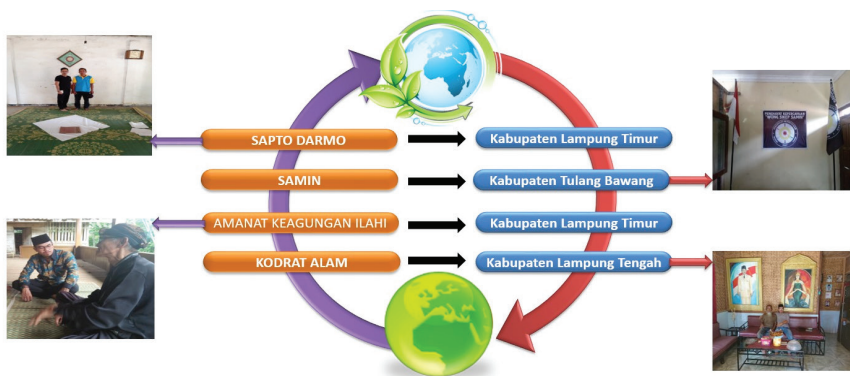 SAPTO DARMO
Kabupaten Lampung Timur
SAMIN
Kabupaten Tulang Bawang
AMANAT KEAGUNGAN ILAHI
Kabupaten Lampung Timur
KODRAT ALAM
Kabupaten Lampung Tengah